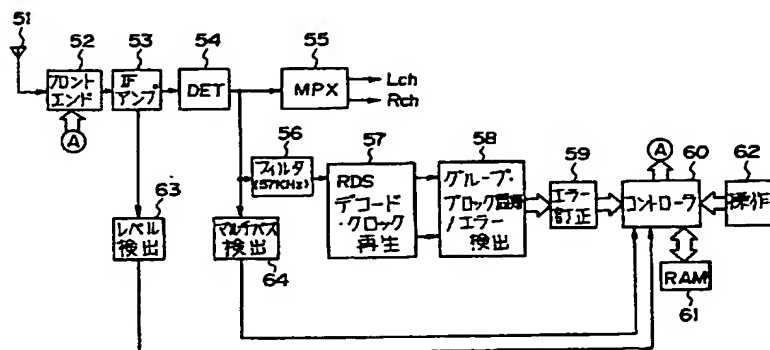 51
52
53
54
55
フロント
エンド
IF
アンプ
DET
MPX
Lch
Rch
A
56
57
58
59
A
60
62
フィルタ
(57KHz)
RDS
デコード
・クロック
再生
グループ・
ブロック同期
/エラー
検出
エラー
訂正
コントローラ
操作
63
レベル
検出
マルチパス
検出
64
RAM
61